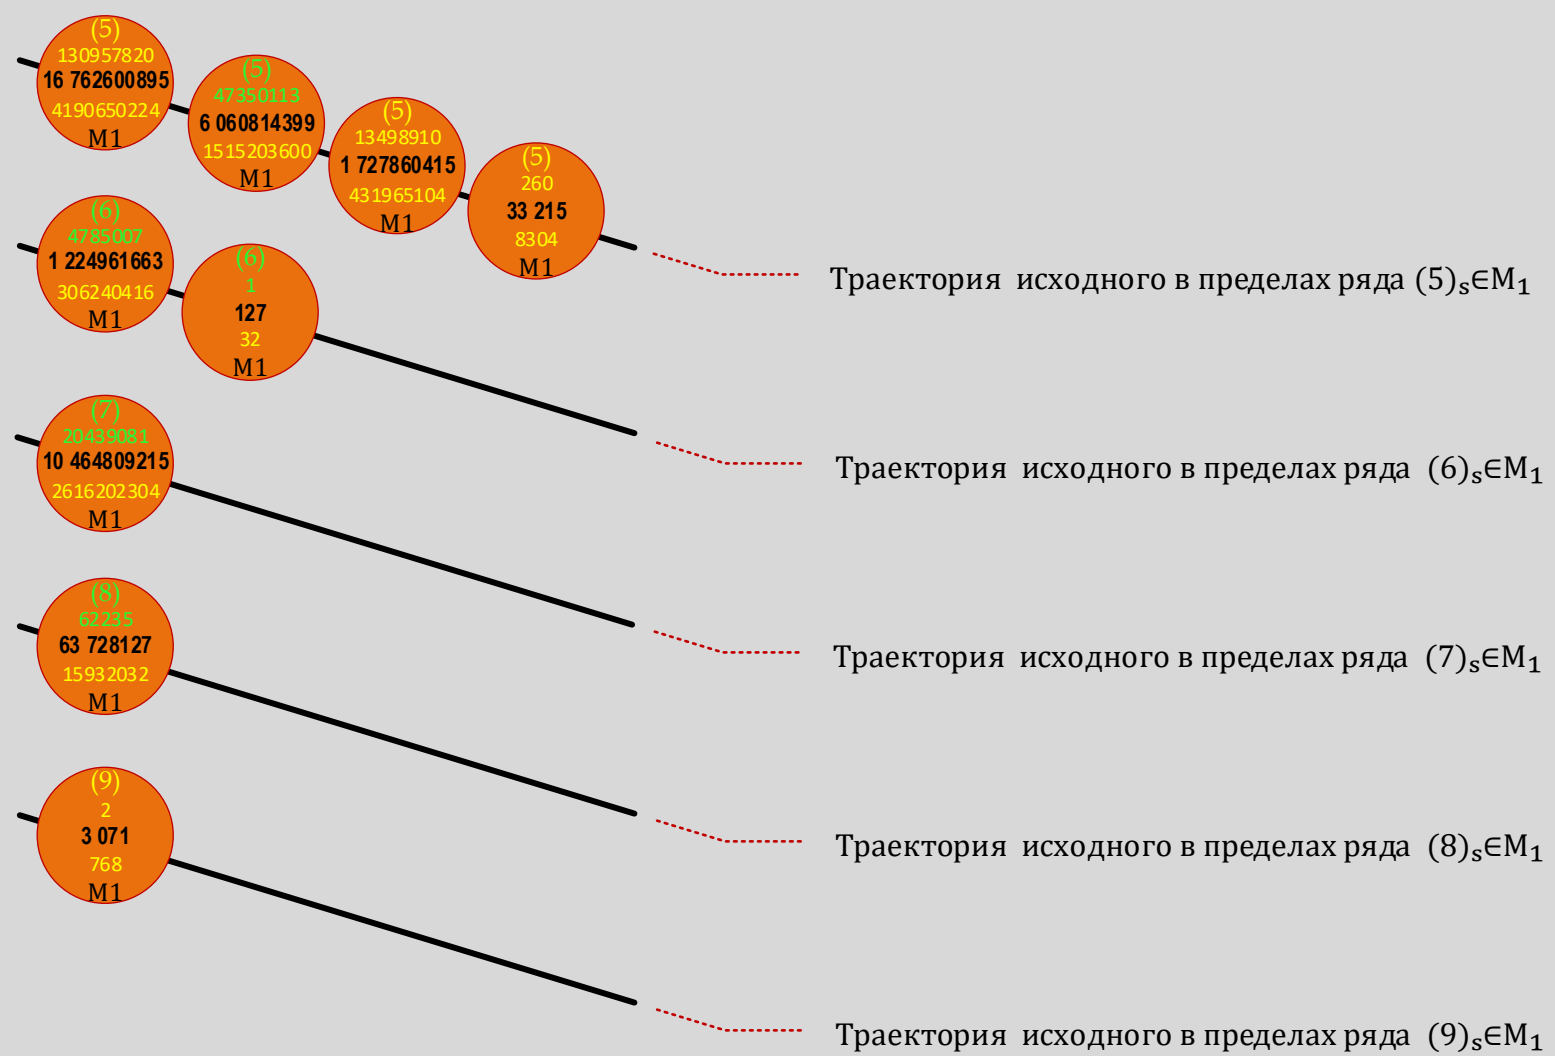 (5)
130957820
16 762600895
4190650224
M1
(5)
47350113
6 060814399
1515203600
M1
(5)
13498910
1 727860415
431965104
M1
(5)
260
33 215
8304
M1
Траектория исходного в пределах ряда (5)ₛ∈M₁
(6)
4785007
1 224961663
306240416
M1
(6)
1
127
32
M1
Траектория исходного в пределах ряда (6)ₛ∈M₁
(7)
20439081
10 464809215
2616202304
M1
Траектория исходного в пределах ряда (7)ₛ∈M₁
(8)
62235
63 728127
15932032
M1
Траектория исходного в пределах ряда (8)ₛ∈M₁
(9)
2
3 071
768
M1
Траектория исходного в пределах ряда (9)ₛ∈M₁